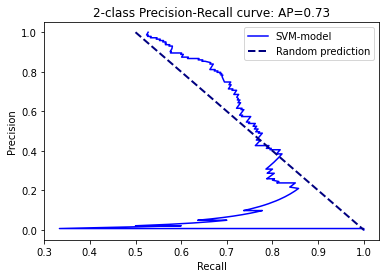 2-class Precision-Recall curve: AP=0.73
SVM-model
Random prediction
Precision
1.0
0.8
0.6
0.4
0.2
0.0
0.3 0.4 0.5 0.6 0.7 0.8 0.9 1.0
Recall